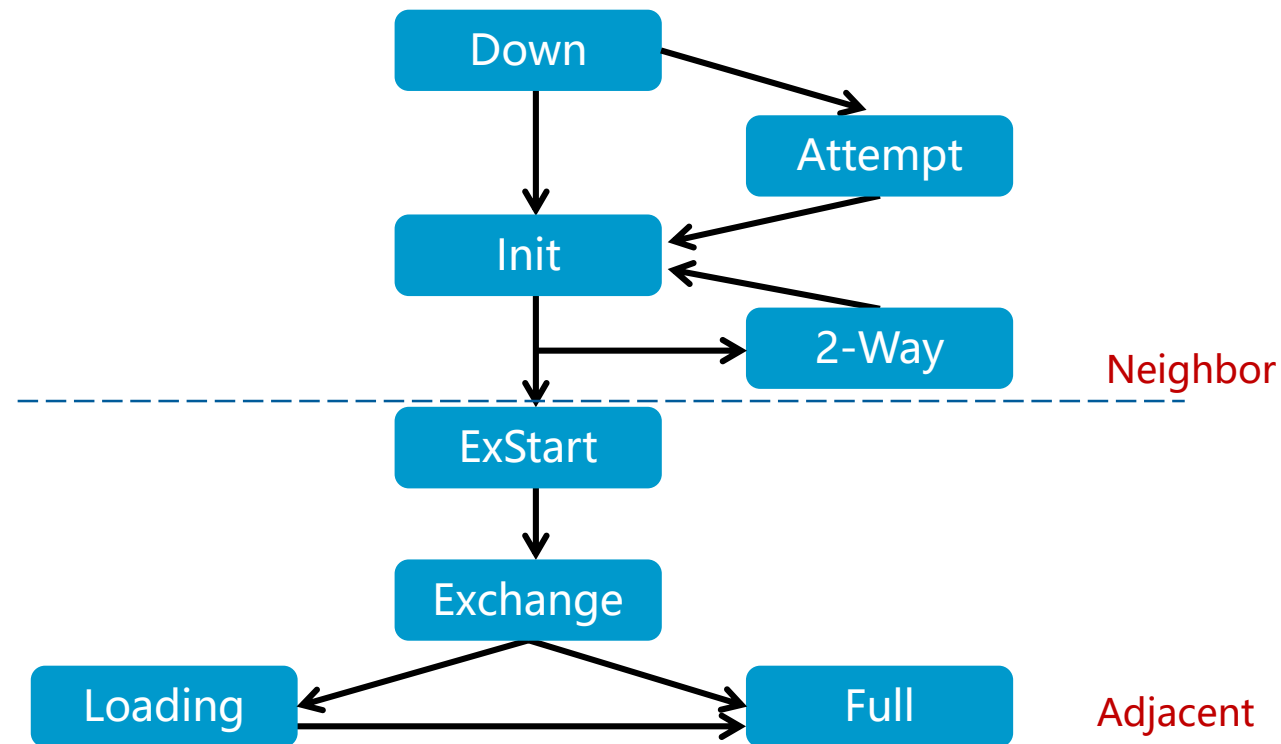 Down
Attempt
Init
2-Way
Neighbor
ExStart
Exchange
Loading
Full
Adjacent